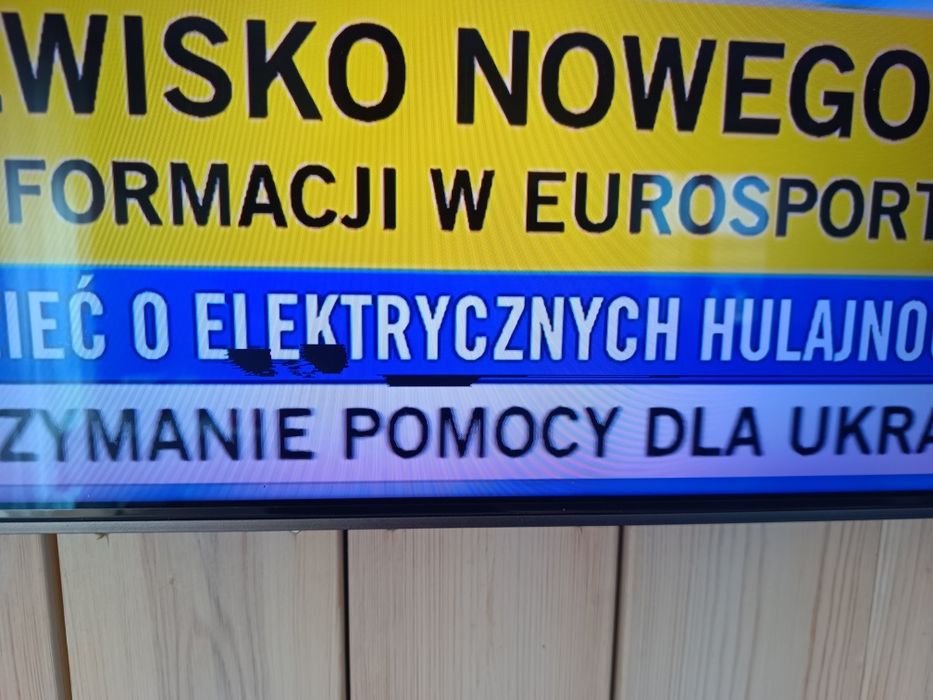 WISKO NOWEGO
FORMACJI W EUROSPORT
IEĆ O ELEKTRYCZNYCH HULAJNO
ZYMANIE POMOCY DLA UKRA